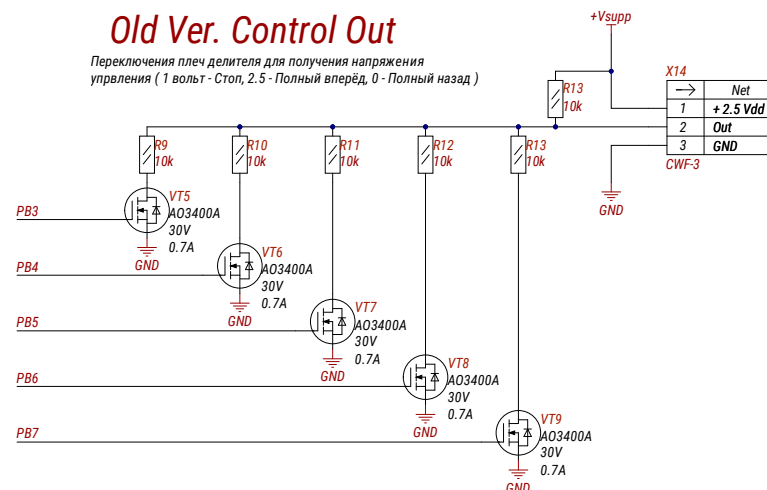 Old Ver. Control Out
Переключения плеч делителя для получения напряжения
упрвления ( 1 вольт - Стоп, 2.5 - Полный вперёд, 0 - Полный назад )
+Vsupp
R13
10k
X14
Net
1 + 2.5 Vdd
2 Out
3 GND
CWF-3
GND
R9
10k
R10
10k
R11
10k
R12
10k
R13
10k
PB3
VT5
AO3400A
30V
0.7A
GND
PB4
VT6
AO3400A
30V
0.7A
GND
PB5
VT7
AO3400A
30V
0.7A
GND
PB6
VT8
AO3400A
30V
0.7A
GND
PB7
VT9
AO3400A
30V
0.7A
GND